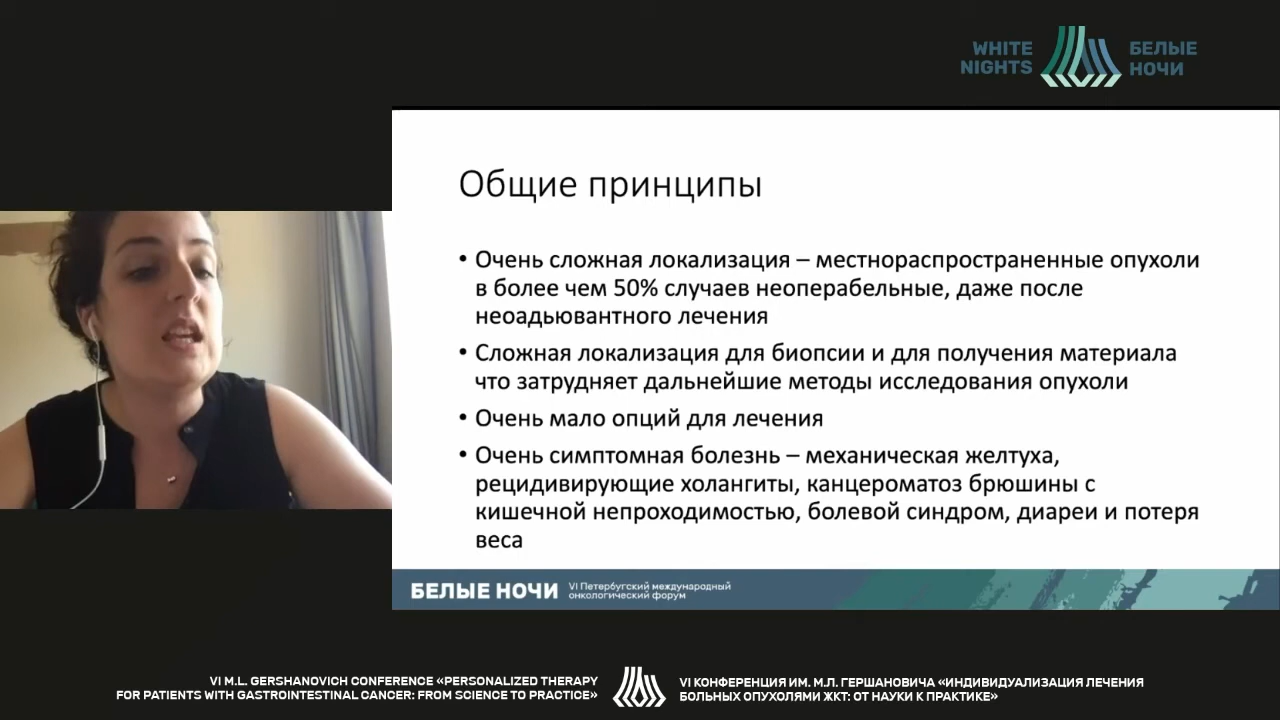 WHITE
NIGHTS
БЕЛЫЕ
НОЧИ
Общие принципы
• Очень сложная локализация – местнораспространенные опухоли
в более чем 50% случаев неоперабельные, даже после
неоадьювантного лечения
• Сложная локализация для биопсии и для получения материала
что затрудняет дальнейшие методы исследования опухоли
• Очень мало опций для лечения
• Очень симптомная болезнь – механическая желтуха,
рецидивирующие холангиты, канцероматоз брюшины с
кишечной непроходимостью, болевой синдром, диареи и потеря
веса
БЕЛЫЕ НОЧИ
VI Петербугский международный
онкологический форум
VI M.L. GERSHANOVICH CONFERENCE «PERSONALIZED THERAPY
FOR PATIENTS WITH GASTROINTESTINAL CANCER: FROM SCIENCE TO PRACTICE»
VI КОНФЕРЕНЦИЯ ИМ. М.Л. ГЕРШАНОВИЧА «ИНДИВИДУАЛИЗАЦИЯ ЛЕЧЕНИЯ
БОЛЬНЫХ ОПУХОЛЯМИ ЖКТ: ОТ НАУКИ К ПРАКТИКЕ»